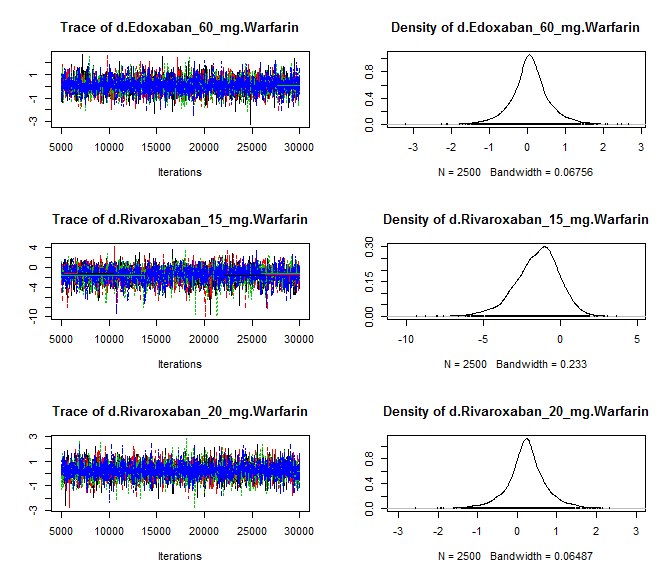 Trace of d.Edoxaban_60_mg.Warfarin
Density of d.Edoxaban_60_mg.Warfarin
1
-1
-3
5000 10000 15000 20000 25000 30000
Iterations
0.8
0.4
0.0
-3 -2 -1 0 1 2 3
N = 2500 Bandwidth = 0.06756
Trace of d.Rivaroxaban_15_mg.Warfarin
Density of d.Rivaroxaban_15_mg.Warfarin
4
0
-4
-10
5000 10000 15000 20000 25000 30000
Iterations
0.30
0.15
0.00
-10 -5 0 5
N = 2500 Bandwidth = 0.233
Trace of d.Rivaroxaban_20_mg.Warfarin
Density of d.Rivaroxaban_20_mg.Warfarin
3
1
-1
-3
5000 10000 15000 20000 25000 30000
Iterations
0.8
0.4
0.0
-3 -2 -1 0 1 2 3
N = 2500 Bandwidth = 0.06487